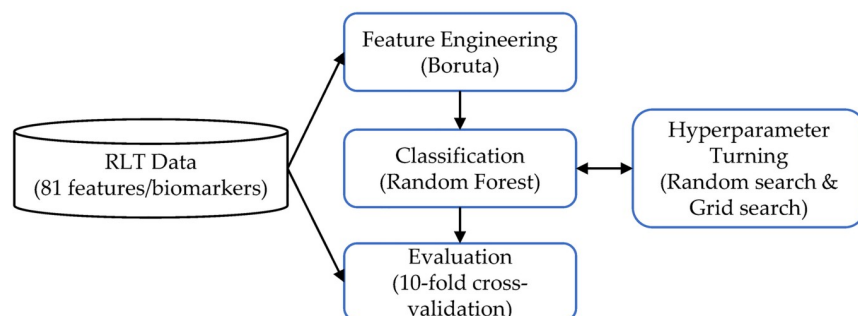 Feature Engineering
(Boruta)
RLT Data
(81 features/biomarkers)
Classification
(Random Forest)
Hyperparameter
Turning
(Random search &
Grid search)
Evaluation
(10-fold cross-
validation)